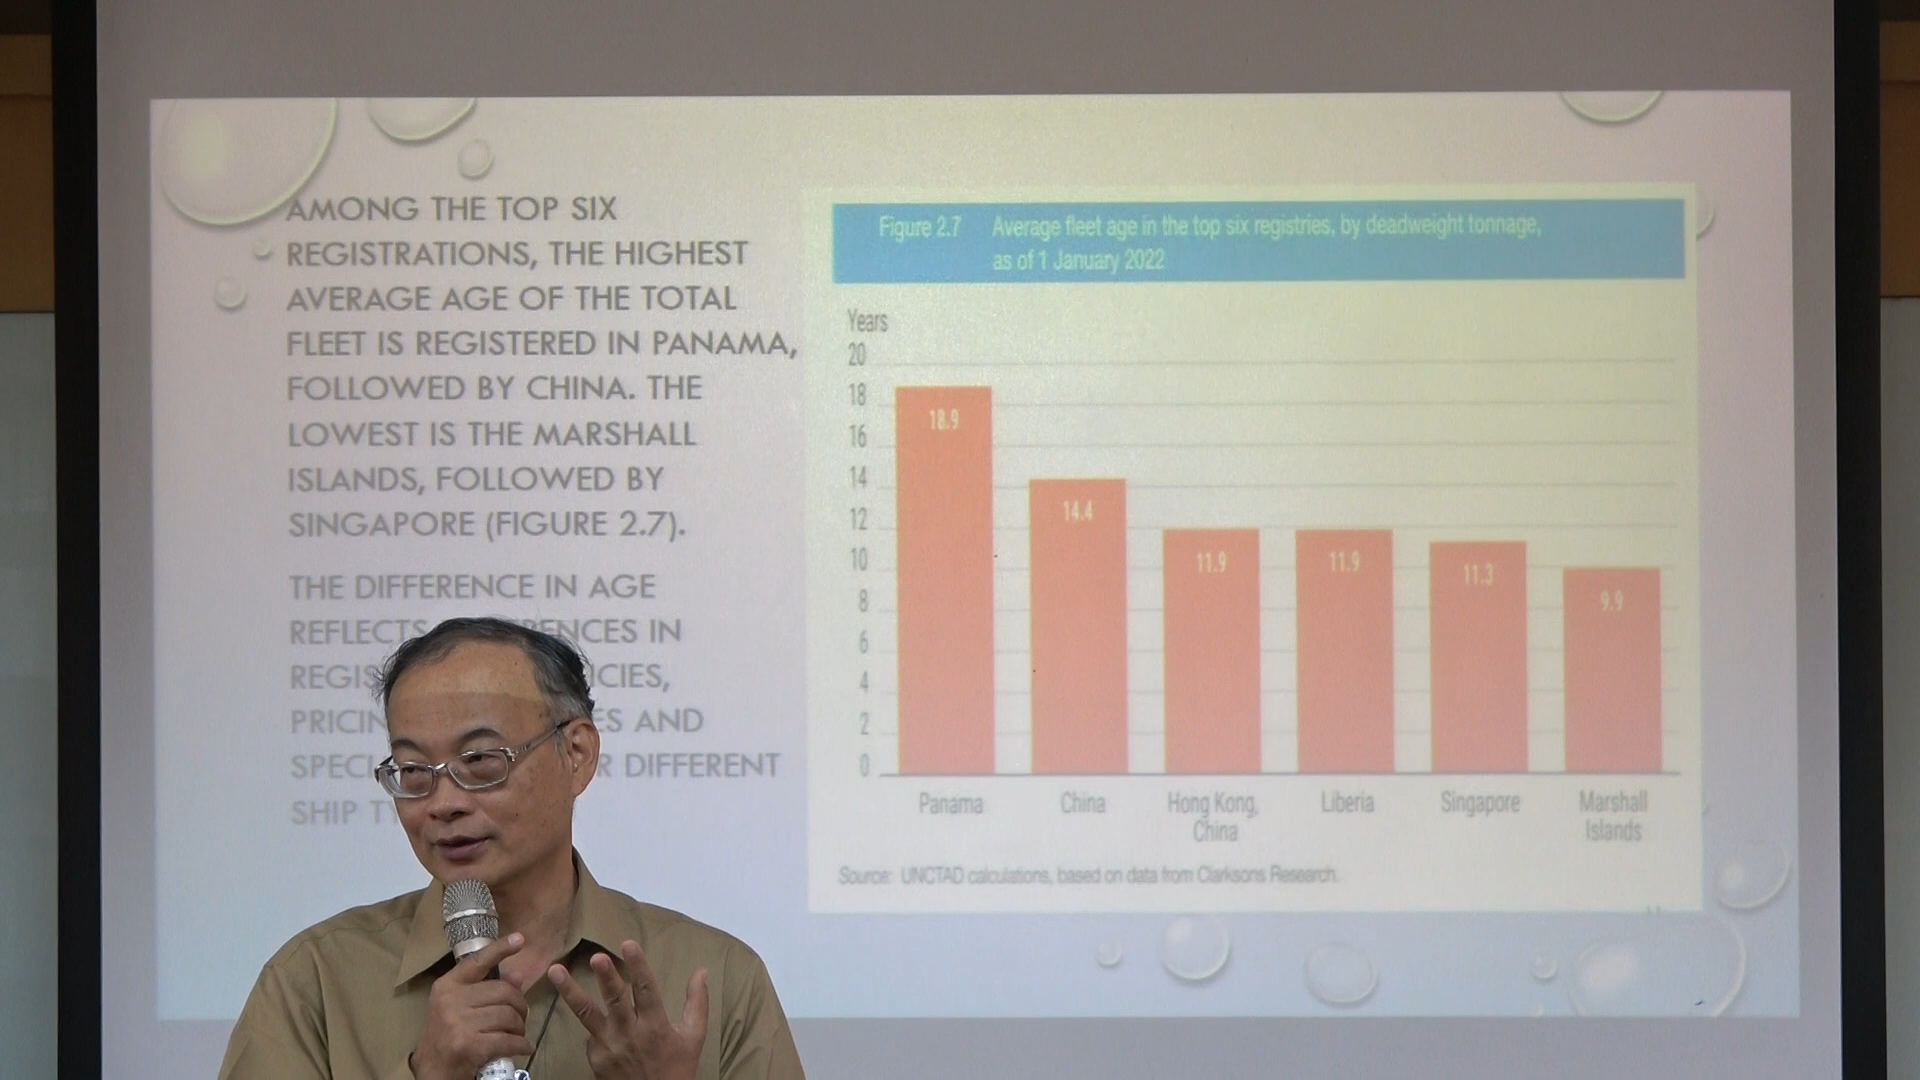 AMONG THE TOP SIX
REGISTRATIONS, THE HIGHEST
AVERAGE AGE OF THE TOTAL
FLEET IS REGISTERED IN PANAMA,
FOLLOWED BY CHINA. THE
LOWEST IS THE MARSHALL
ISLANDS, FOLLOWED BY
SINGAPORE (FIGURE 2.7).
THE DIFFERENCE IN AGE
REFLECTS IN
AND
DIFFERENT
SHIP
Figure 2.7 Average fleet age in the top six registries, by deadweight tonnage,
as of 1 January 2022
Years
20
18
16
14
12
10
8
6
4
2
0
18.9
14.4
11.9
11.9
11.3
9.9
Panama
China
Hong Kong,
China
Liberia
Singapore
Marshall
Islands
Source: UNCTAD calculations, based on data from Clarksons Research.